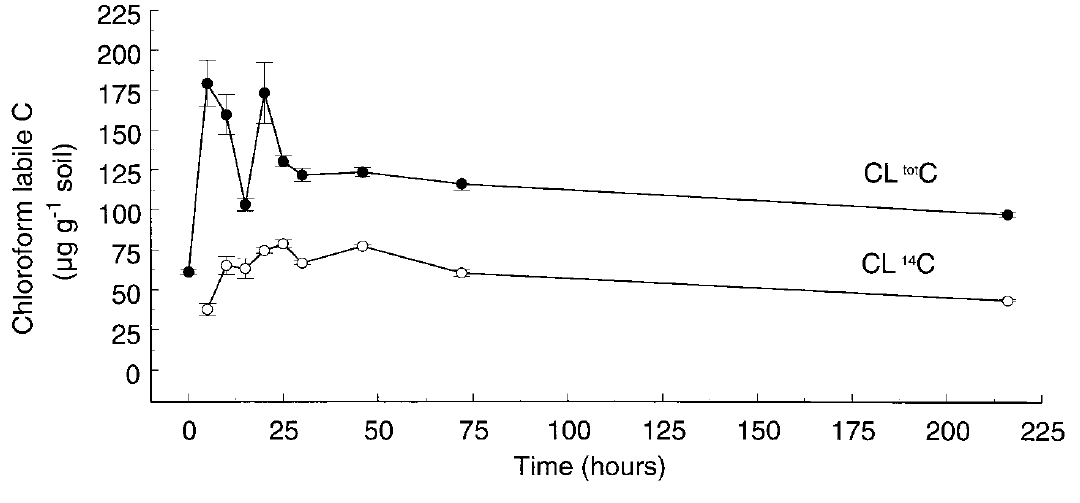 225
200
175
150
125
100
75
50
25
0
Chloroform labile C
(µg g⁻¹ soil)
CL ᵗᵒᵗC
CL ¹⁴C
0 25 50 75 100 125 150 175 200 225
Time (hours)